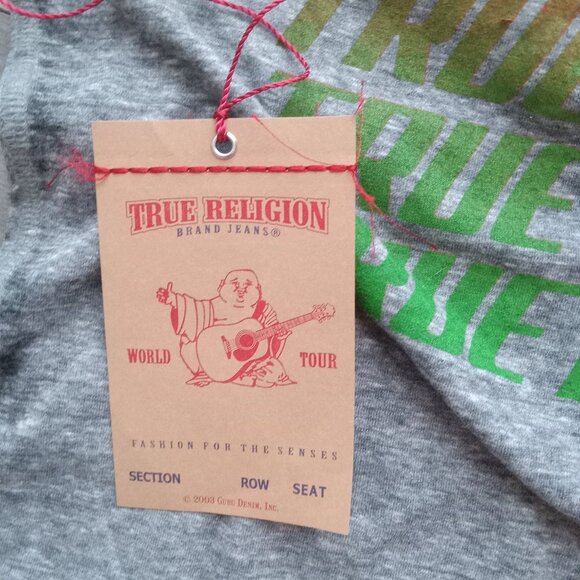 TRUE
TRUE
TRUE
TRUE RELIGION
BRAND JEANS®
WORLD TOUR
FASHION FOR THE SENSES
SECTION ROW SEAT
© 2003 GURU DENIM, INC.